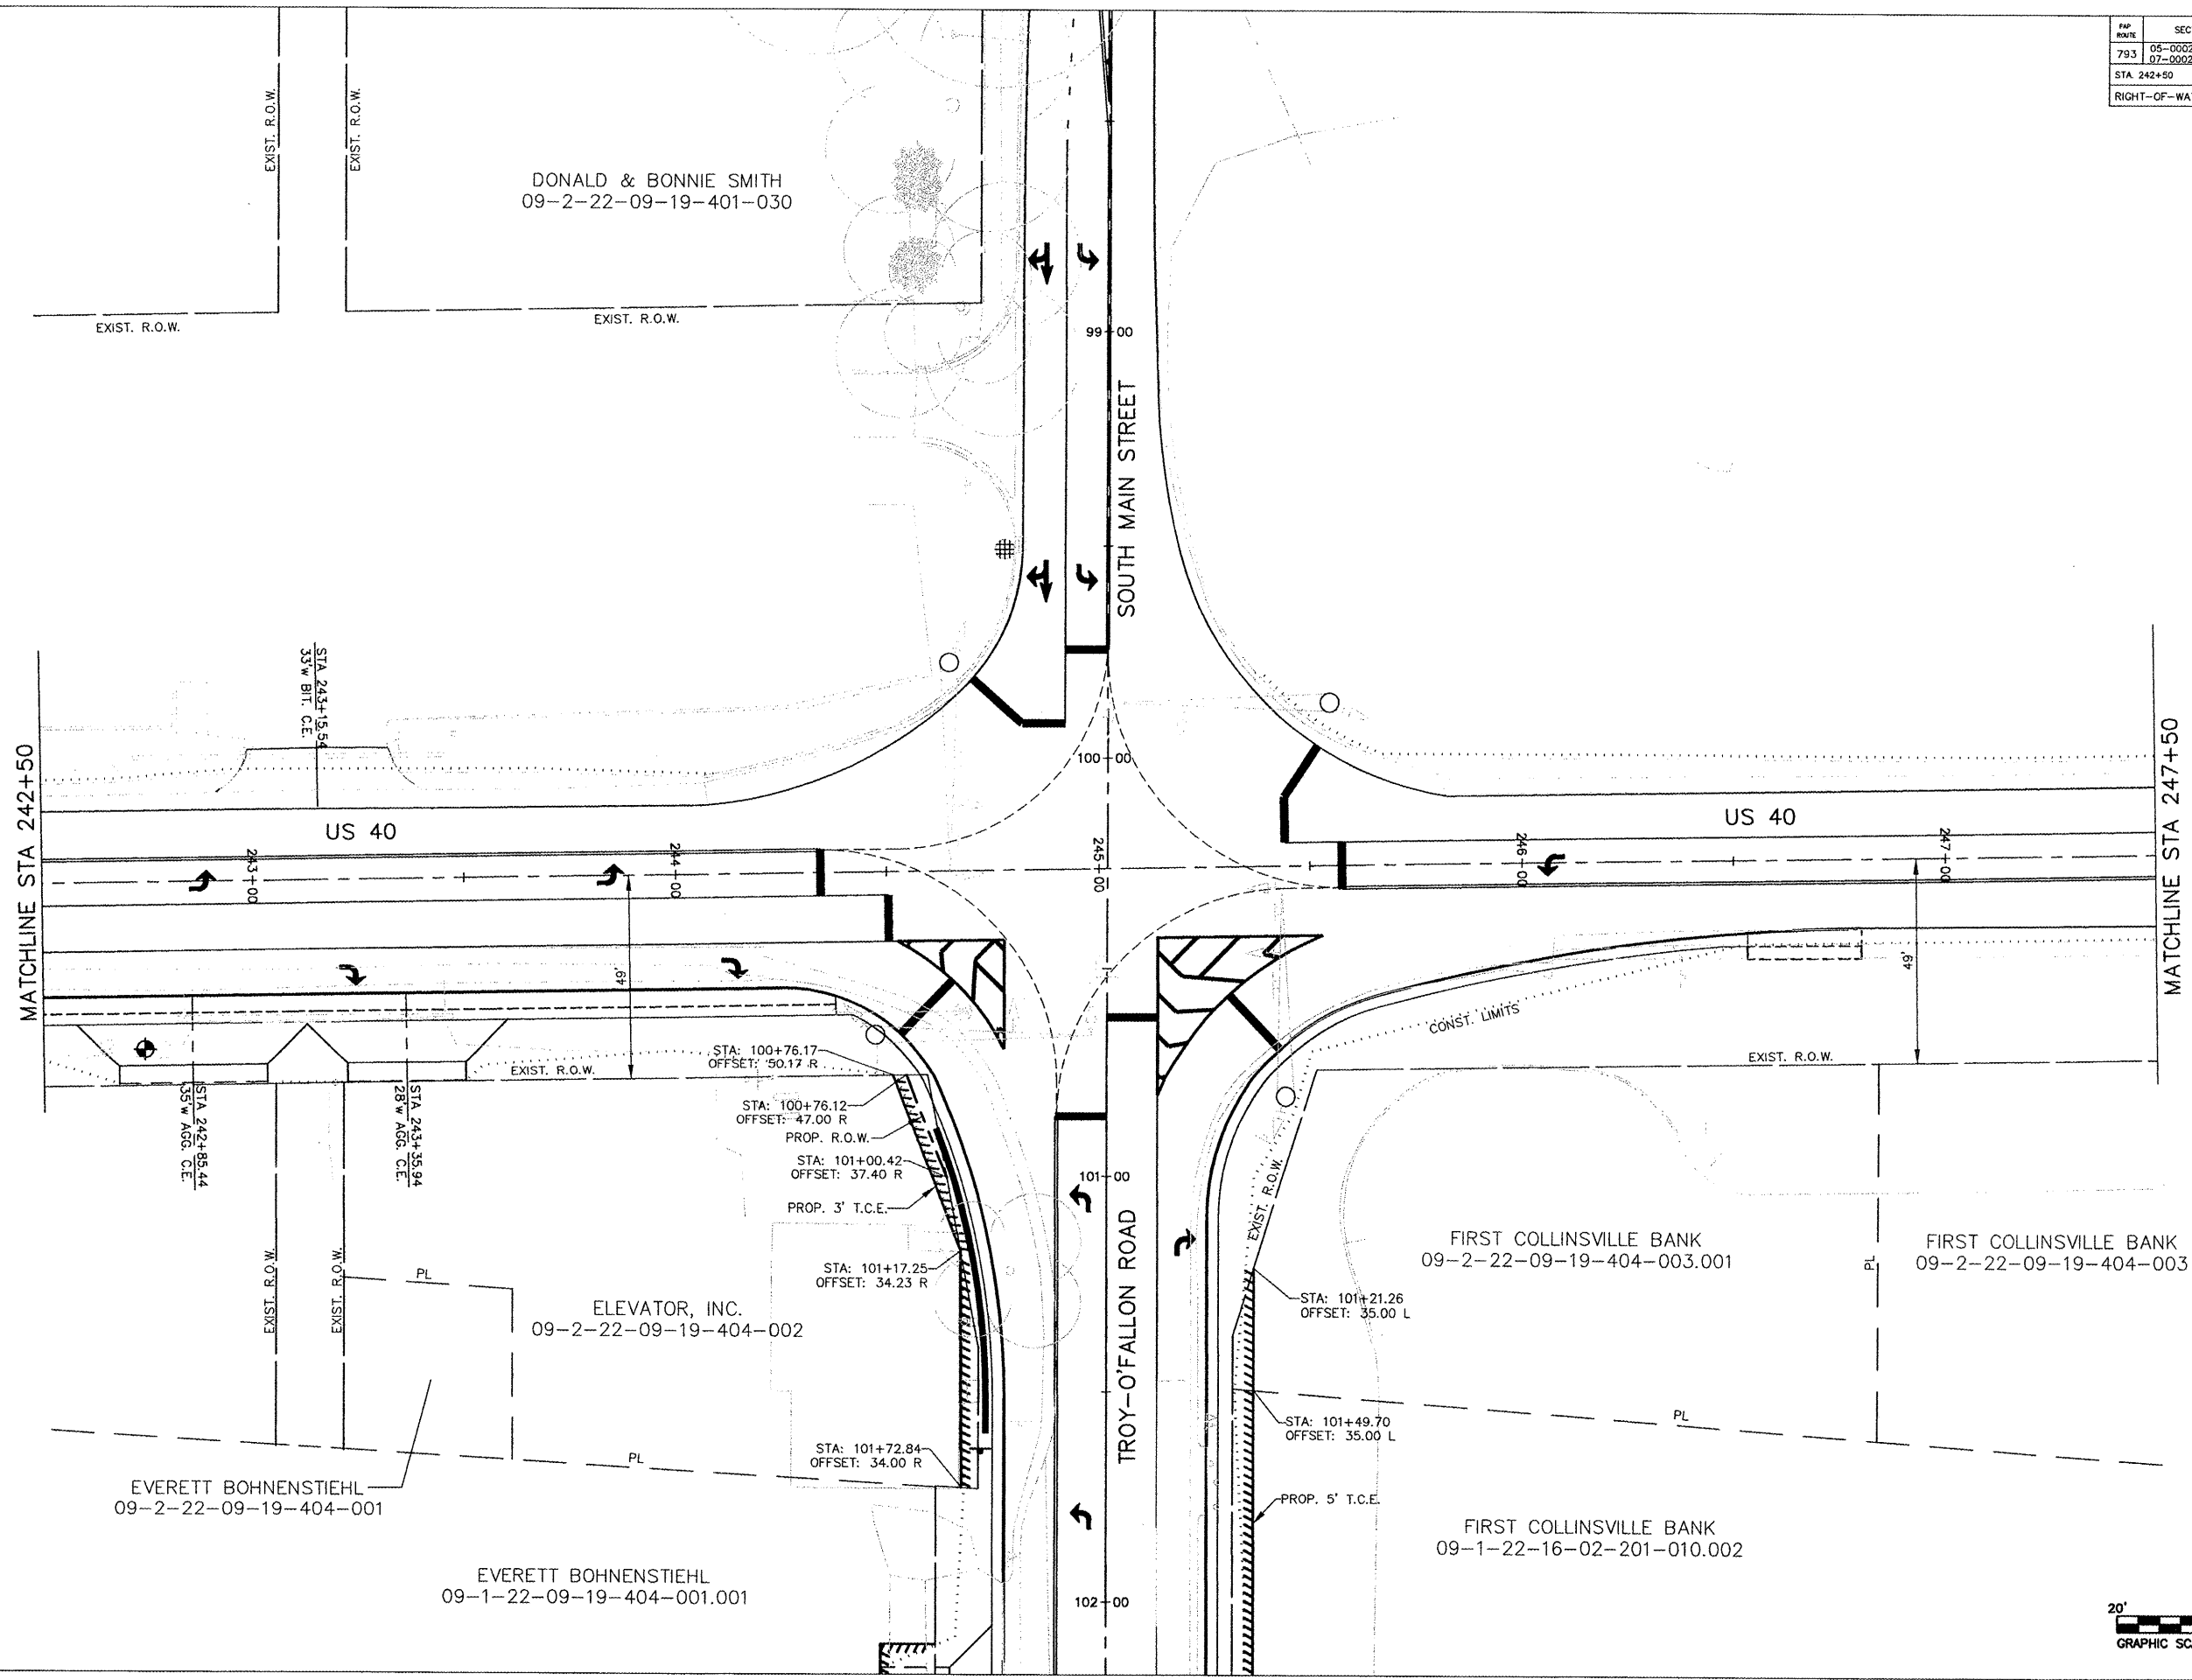 FAP ROUTE
793
05-0002
07-0002
STA. 242+50
EXIST. R.O.W.
EXIST. R.O.W.
DONALD & BONNIE SMITH
09-2-22-09-19-401-030
EXIST. R.O.W.
EXIST. R.O.W.
99+00
SOUTH MAIN STREET
STA 243+15.54
33'w BIT. C.E.
100+00
MATCHLINE STA 242+50
US 40
US 40
MATCHLINE STA 247+50
243+00
244+00
245+00
246+00
247+00
49'
49'
CONST. LIMITS
EXIST. R.O.W.
STA: 100+76.17
OFFSET: 50.17 R
EXIST. R.O.W.
STA 242+85.44
35'w AGG. C.E.
STA 243+35.94
28'w AGG. C.E.
STA: 100+76.12
OFFSET: 47.00 R
PROP. R.O.W.
STA: 101+00.42
OFFSET: 37.40 R
101+00
PROP. 3' T.C.E.
EXIST. R.O.W.
STA: 101+17.25
OFFSET: 34.23 R
FIRST COLLINSVILLE BANK
09-2-22-09-19-404-003.001
PL
FIRST COLLINSVILLE BANK
09-2-22-09-19-404-003
EXIST. R.O.W.
EXIST. R.O.W.
PL
ELEVATOR, INC.
09-2-22-09-19-404-002
TROY-O'FALLON ROAD
STA: 101+21.26
OFFSET: 35.00 L
STA: 101+49.70
OFFSET: 35.00 L
PL
STA: 101+72.84
OFFSET: 34.00 R
PL
EVERETT BOHNENSTIEHL
09-2-22-09-19-404-001
PROP. 5' T.C.E.
FIRST COLLINSVILLE BANK
09-1-22-16-02-201-010.002
EVERETT BOHNENSTIEHL
09-1-22-09-19-404-001.001
102+00
20'
GRAPHIC